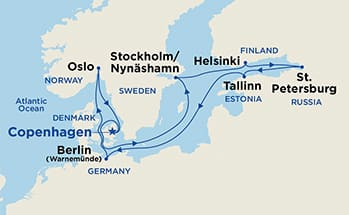 Stockholm/
Nynäshamn
Helsinki
FINLAND
Oslo
NORWAY
SWEDEN
St.
Petersburg
RUSSIA
Tallinn
ESTONIA
Atlantic
Ocean
DENMARK
Copenhagen
Berlin
(Warnemünde)
GERMANY